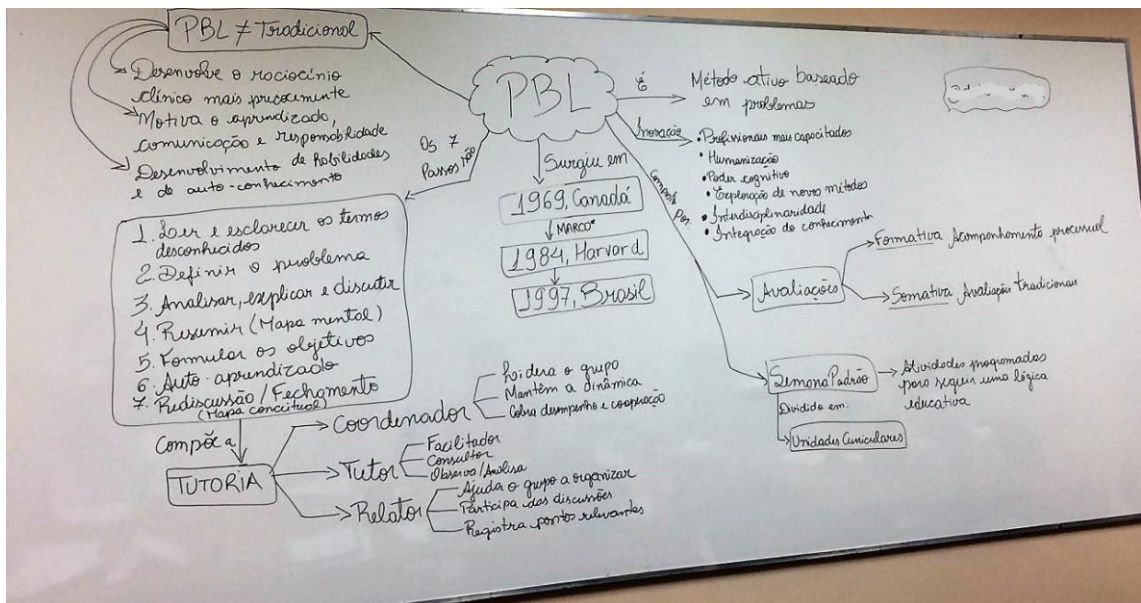 PBL ≠ Tradicional
Desenvolve o raciocínio
clínico mais precocemente
Motiva o aprendizado,
comunicação e responsabilidade
Desenvolvimento de habilidades
e do auto-conhecimento
PBL
É
Método ativo baseado
em problemas
Inovação
• Profissionais mais capacitados
• Humanização
• Poder cognitivo
• Exploração de novos métodos
• Interdisciplinaridade
• Integração do conhecimento
Os 7
Passos são
1. Ler e esclarecer os termos
desconhecidos
2. Definir o problema
3. Analisar, explicar e discutir
4. Resumir (Mapa mental)
5. Formular os objetivos
6. Auto-aprendizado
7. Rediscussão / Fechamento
(Mapa conceitual)
Surgiu em
1969, Canadá
MARCO*
1984, Harvard
1997, Brasil
Composto
por
Avaliações
Formativa Acompanhamento processual
Somativa Avaliações tradicionais
Semana Padrão
Atividades programadas
para seguir uma lógica
educativa
Dividido em:
Unidades Curriculares
Compõe a
TUTORIA
Coordenador
Lidera o grupo
Mantém a dinâmica
Cobra desempenho e cooperação
Tutor
Facilitador
Consultor
Observa/Analisa
Relator
Ajuda o grupo a organizar
Participa das discussões
Registra pontos relevantes